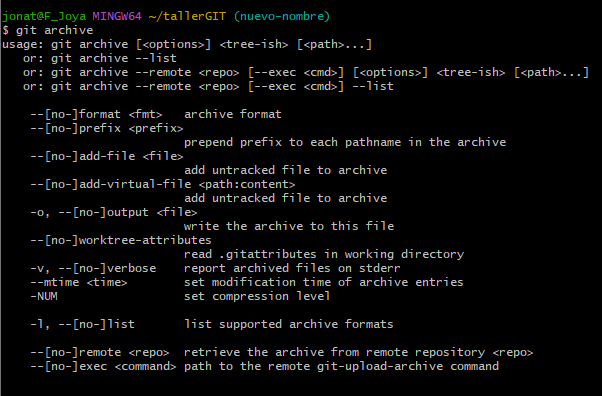 jonat@F_Joya MINGW64 ~/tallerGIT (nuevo-nombre)
$ git archive
usage: git archive [<options>] <tree-ish> [<path>...]
   or: git archive --list
   or: git archive --remote <repo> [--exec <cmd>] [<options>] <tree-ish> [<path>...]
   or: git archive --remote <repo> [--exec <cmd>] --list

    --[no-]format <fmt>   archive format
    --[no-]prefix <prefix>
                          prepend prefix to each pathname in the archive
    --[no-]add-file <file>
                          add untracked file to archive
    --[no-]add-virtual-file <path:content>
                          add untracked file to archive
    -o, --[no-]output <file>
                          write the archive to this file
    --[no-]worktree-attributes
                          read .gitattributes in working directory
    -v, --[no-]verbose    report archived files on stderr
    --mtime <time>        set modification time of archive entries
    -NUM                  set compression level

    -l, --[no-]list       list supported archive formats

    --[no-]remote <repo>  retrieve the archive from remote repository <repo>
    --[no-]exec <command> path to the remote git-upload-archive command